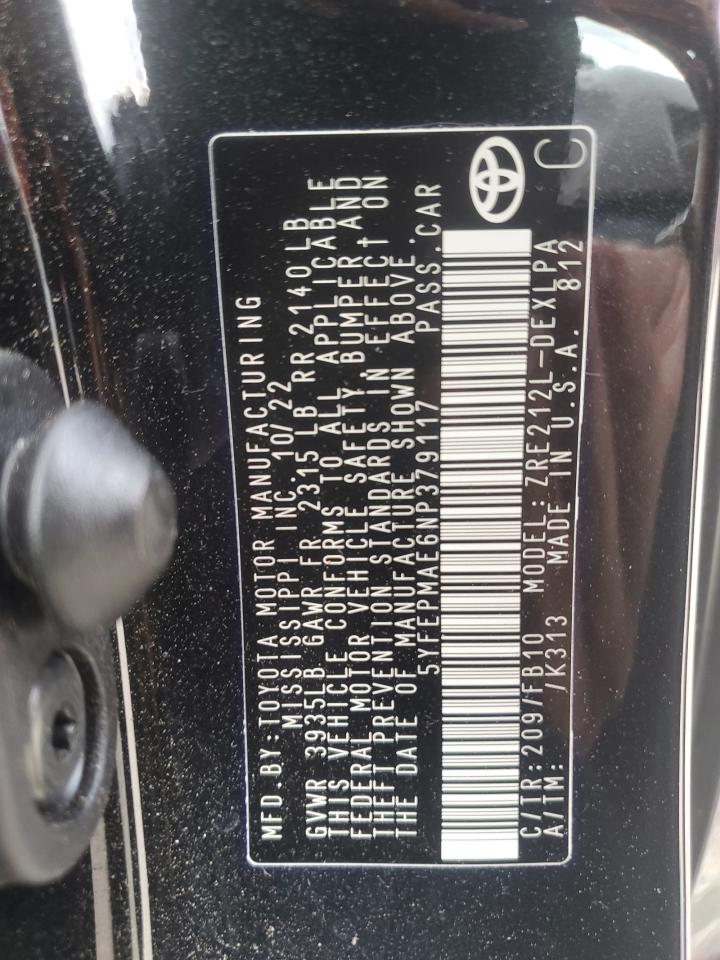 MFD.BY:TOYOTA MOTOR MANUFACTURING
MISSISSIPPI INC. 10/22
GVWR 3935LB GAWR FR 2315 LB RR 2140 LB
THIS VEHICLE CONFORMS TO ALL APPLICABLE
FEDERAL MOTOR VEHICLE SAFETY, BUMPER AND
THEFT PREVENTION STANDARDS IN EFFECT ON
THE DATE OF MANUFACTURE SHOWN ABOVE.
5YFEPMAE6NP379117 PASS.CAR
C/TR:209/FB10 MODEL:ZRE212L-DEXLPA
A/TM: /K313 MADE IN U.S.A. 812
C